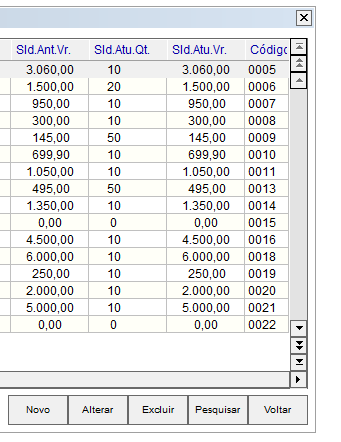 Sld.Ant.Vr. Sld.Atu.Qt. Sld.Atu.Vr. Códig
3.060,00 10 3.060,00 0005
1.500,00 20 1.500,00 0006
950,00 10 950,00 0007
300,00 10 300,00 0008
145,00 50 145,00 0009
699,90 10 699,90 0010
1.050,00 10 1.050,00 0011
495,00 50 495,00 0013
1.350,00 10 1.350,00 0014
0,00 0 0,00 0015
4.500,00 10 4.500,00 0016
6.000,00 10 6.000,00 0018
250,00 10 250,00 0019
2.000,00 10 2.000,00 0020
5.000,00 10 5.000,00 0021
0,00 0 0,00 0022
Novo Alterar Excluir Pesquisar Voltar